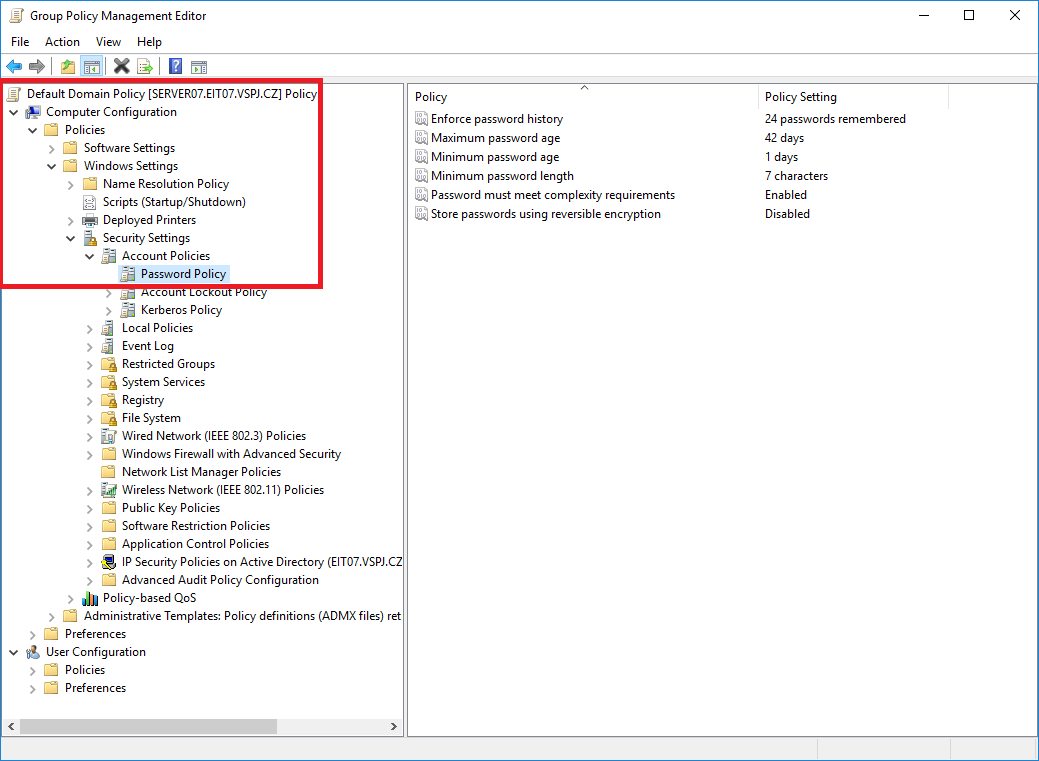 Group Policy Management Editor
File Action View Help
Default Domain Policy [SERVER07.EIT07.VSPJ.CZ] Policy
Computer Configuration
Policies
Software Settings
Windows Settings
Name Resolution Policy
Scripts (Startup/Shutdown)
Deployed Printers
Security Settings
Account Policies
Password Policy
Account Lockout Policy
Kerberos Policy
Local Policies
Event Log
Restricted Groups
System Services
Registry
File System
Wired Network (IEEE 802.3) Policies
Windows Firewall with Advanced Security
Network List Manager Policies
Wireless Network (IEEE 802.11) Policies
Public Key Policies
Software Restriction Policies
Application Control Policies
IP Security Policies on Active Directory (EIT07.VSPJ.CZ
Advanced Audit Policy Configuration
Policy-based QoS
Administrative Templates: Policy definitions (ADMX files) ret
Preferences
User Configuration
Policies
Preferences
Policy Policy Setting
Enforce password history 24 passwords remembered
Maximum password age 42 days
Minimum password age 1 days
Minimum password length 7 characters
Password must meet complexity requirements Enabled
Store passwords using reversible encryption Disabled